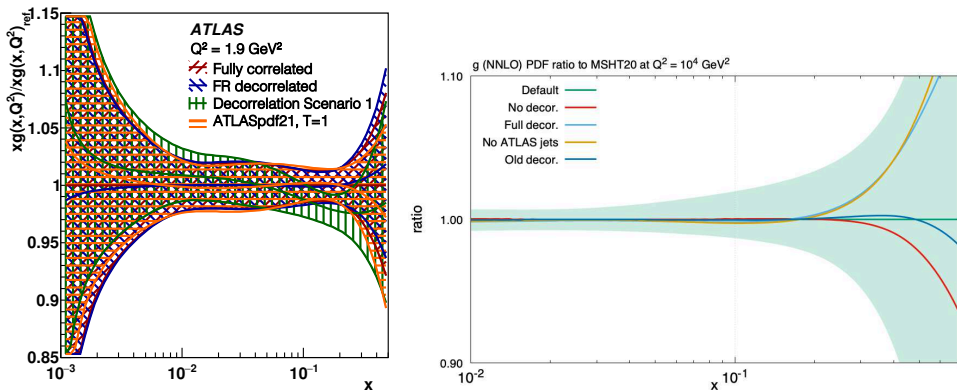 xg(x,Q²)/xg(x,Q²)ref
1.15
1.1
1.05
1
0.95
0.9
0.85
ATLAS
Q² = 1.9 GeV²
Fully correlated
FR decorrelated
Decorrelation Scenario 1
ATLASpdf21, T=1
10⁻³
10⁻²
10⁻¹
x
g (NNLO) PDF ratio to MSHT20 at Q² = 10⁴ GeV²
1.10
1.00
0.90
ratio
Default
No decor.
Full decor.
No ATLAS jets
Old decor.
10⁻²
10⁻¹
x